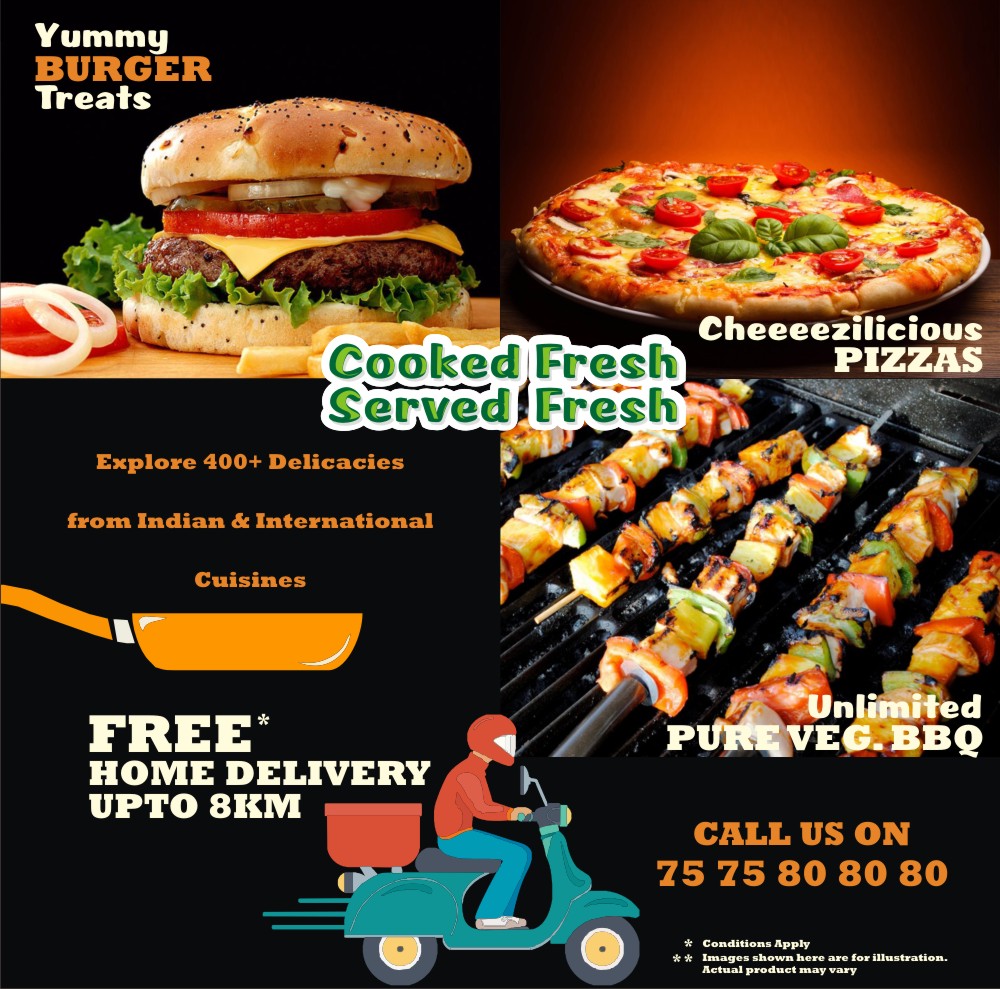 Yummy
BURGER
Treats
Cheeeezilicious
PIZZAS
Cooked Fresh
Served Fresh
Explore 400+ Delicacies
from Indian & International
Cuisines
Unlimited
PURE VEG. BBQ
FREE*
HOME DELIVERY
UPTO 8KM
CALL US ON
75 75 80 80 80
* Conditions Apply
** Images shown here are for illustration.
Actual product may vary